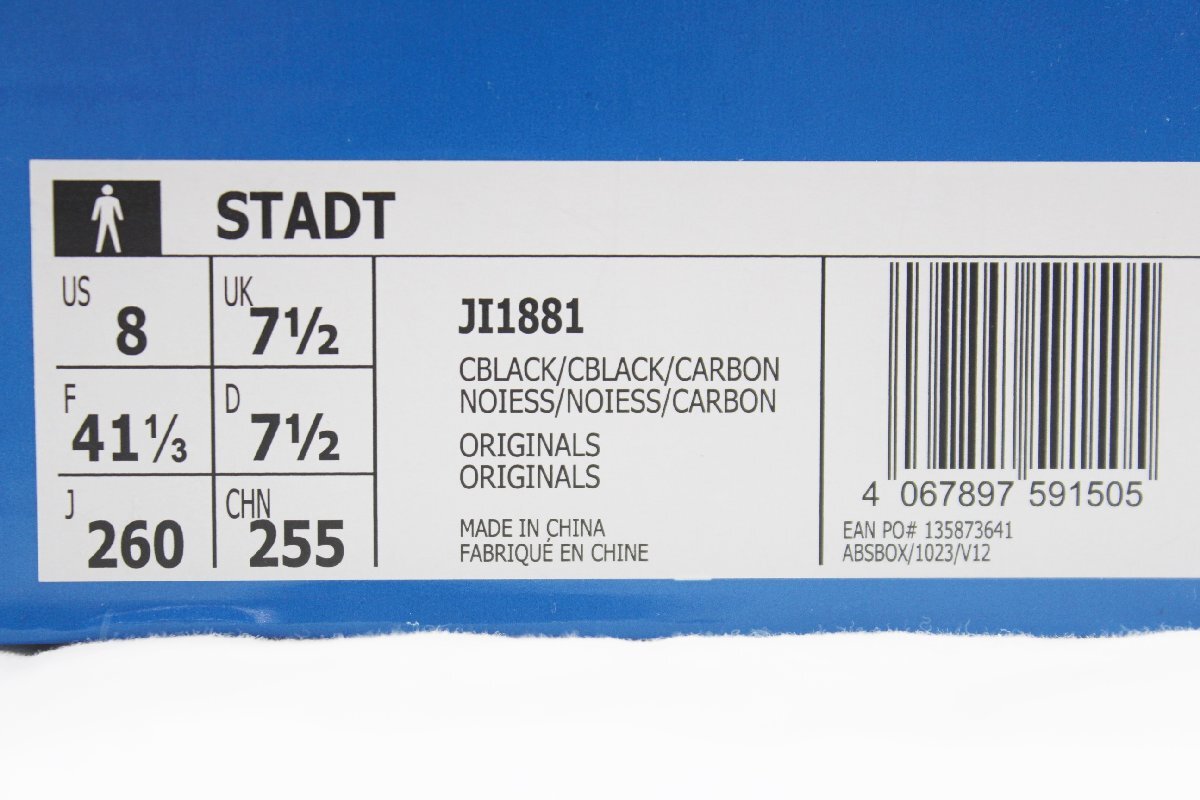 STADT
US 8
UK 7½
F 41⅓
D 7½
J 260
CHN 255
JI1881
CBLACK/CBLACK/CARBON
NOIESS/NOIESS/CARBON
ORIGINALS
ORIGINALS
MADE IN CHINA
FABRIQUÉ EN CHINE
4 067897 591505
EAN PO# 135873641
ABSBOX/1023/V12